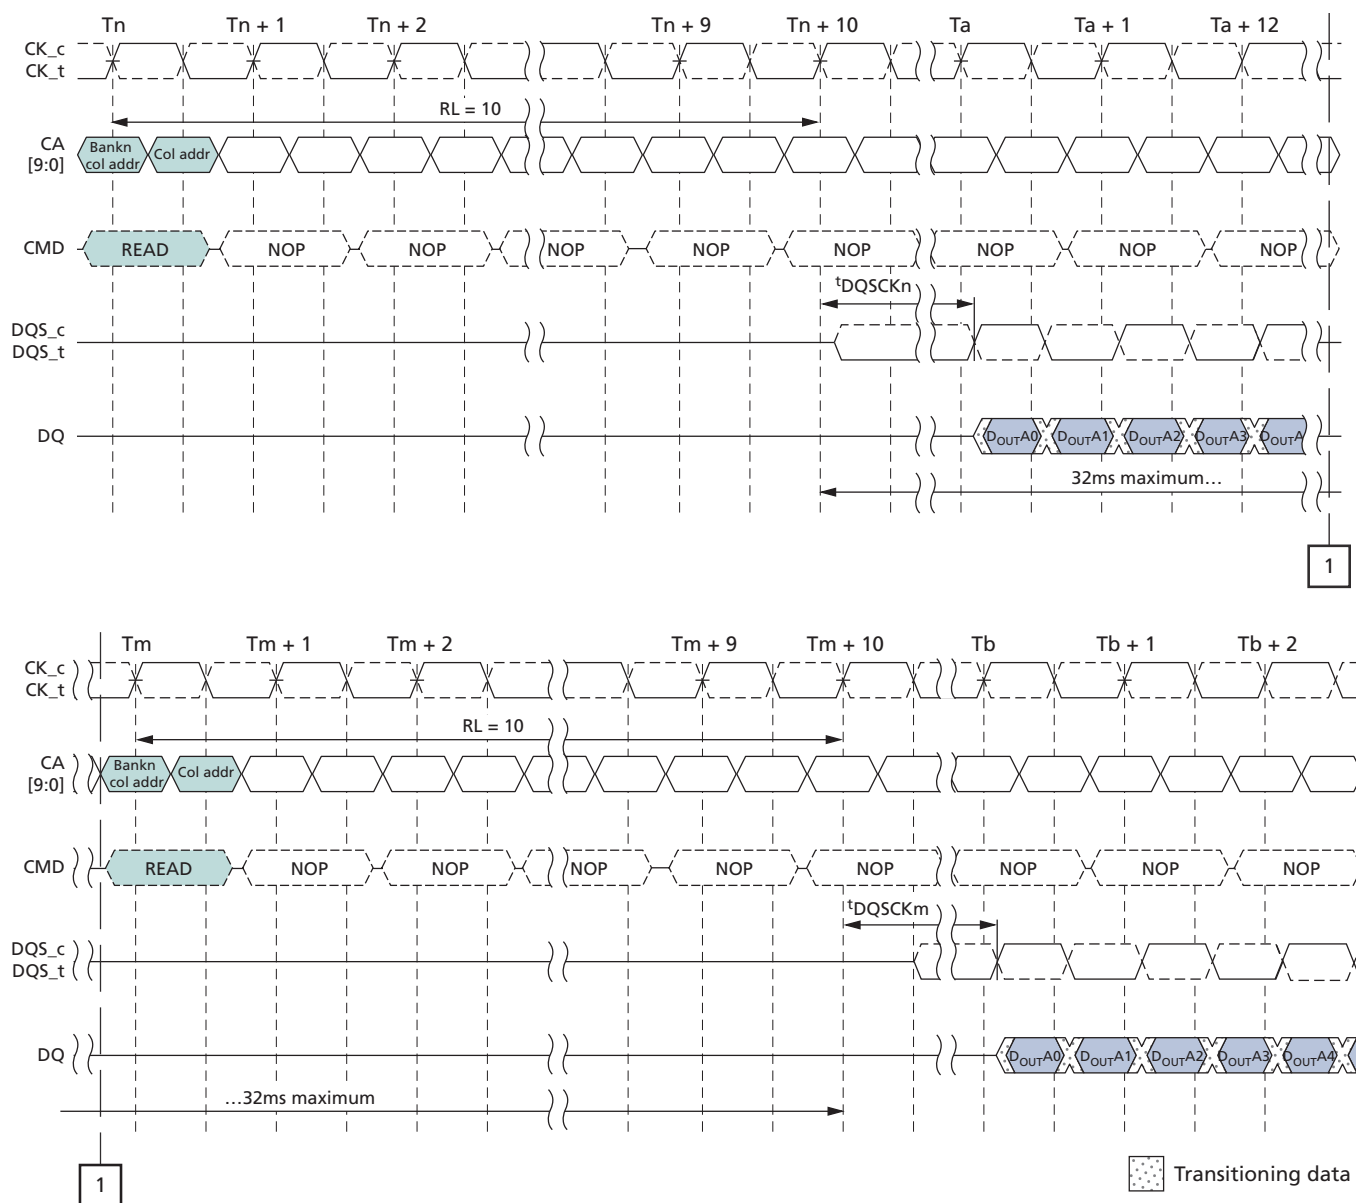 Tn Tn + 1 Tn + 2 Tn + 9 Tn + 10 Ta Ta + 1 Ta + 12
CK_c
CK_t
RL = 10
CA
[9:0]
Bankn
col addr
Col addr
CMD READ NOP NOP NOP NOP NOP NOP NOP NOP
tDQSCKn
DQS_c
DQS_t
DQ DOUTA0 DOUTA1 DOUTA2 DOUTA3 DOUTA
32ms maximum…
1
Tm Tm + 1 Tm + 2 Tm + 9 Tm + 10 Tb Tb + 1 Tb + 2
CK_c
CK_t
RL = 10
CA
[9:0]
Bankn
col addr
Col addr
CMD READ NOP NOP NOP NOP NOP NOP NOP NOP
tDQSCKm
DQS_c
DQS_t
DQ DOUTA0 DOUTA1 DOUTA2 DOUTA3 DOUTA4
…32ms maximum
1
Transitioning data